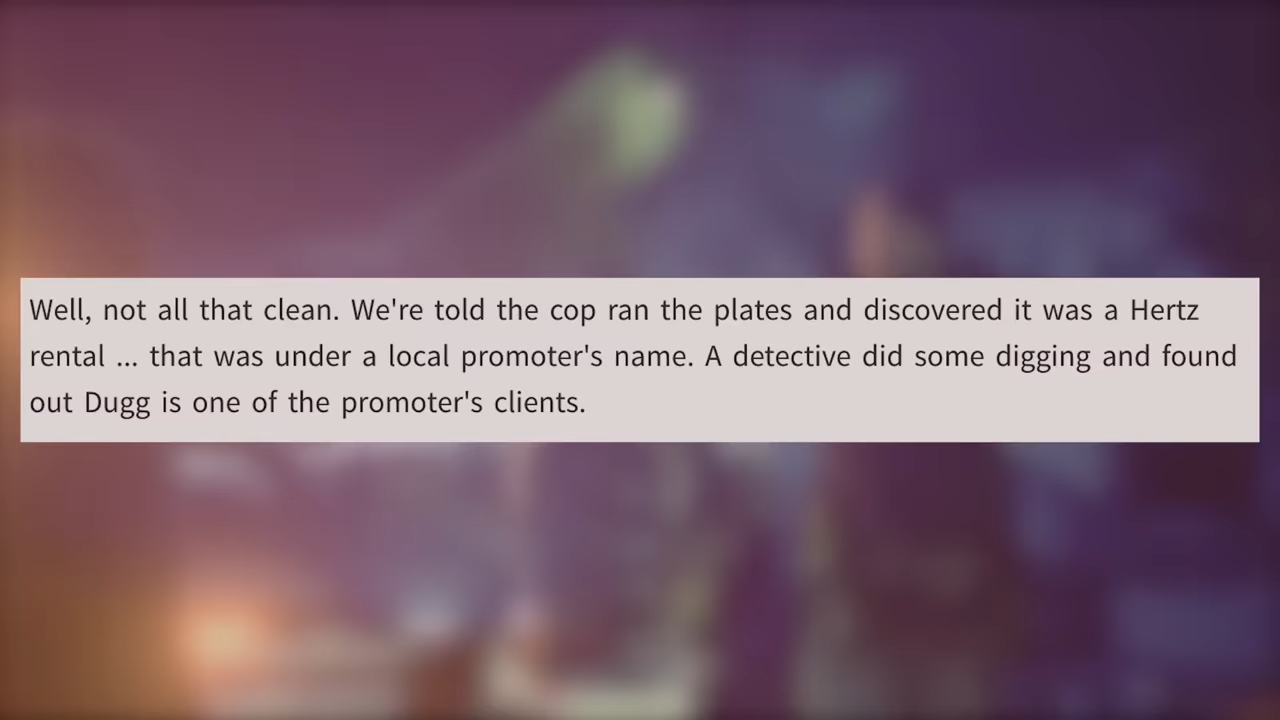 Well, not all that clean. We're told the cop ran the plates and discovered it was a Hertz
rental ... that was under a local promoter's name. A detective did some digging and found
out Dugg is one of the promoter's clients.